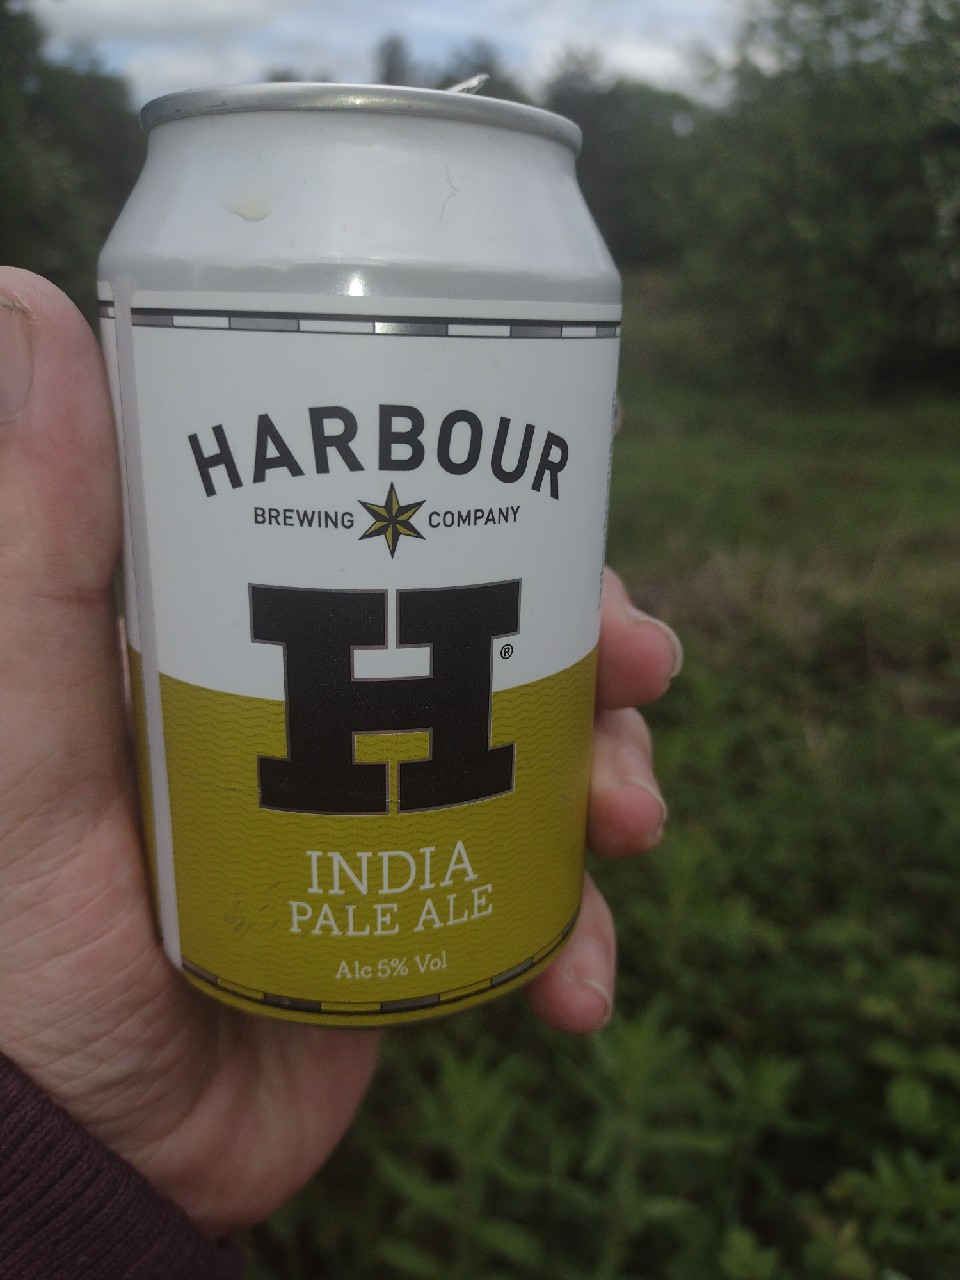 HARBOUR
BREWING COMPANY
H®
INDIA
PALE ALE
Alc 5% Vol